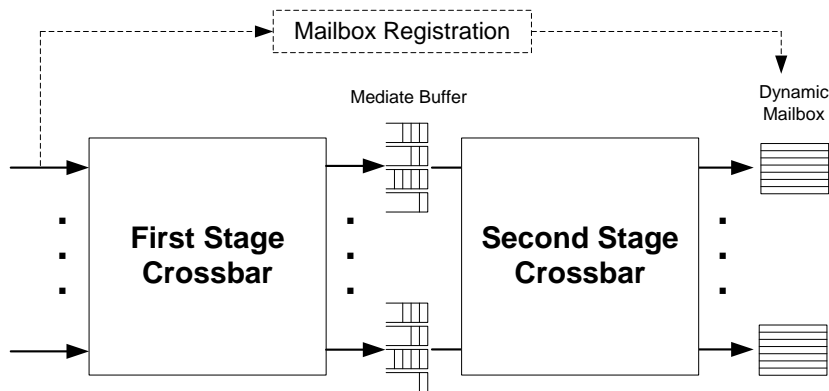 Mailbox Registration
Mediate Buffer
Dynamic
Mailbox
First Stage
Crossbar
Second Stage
Crossbar